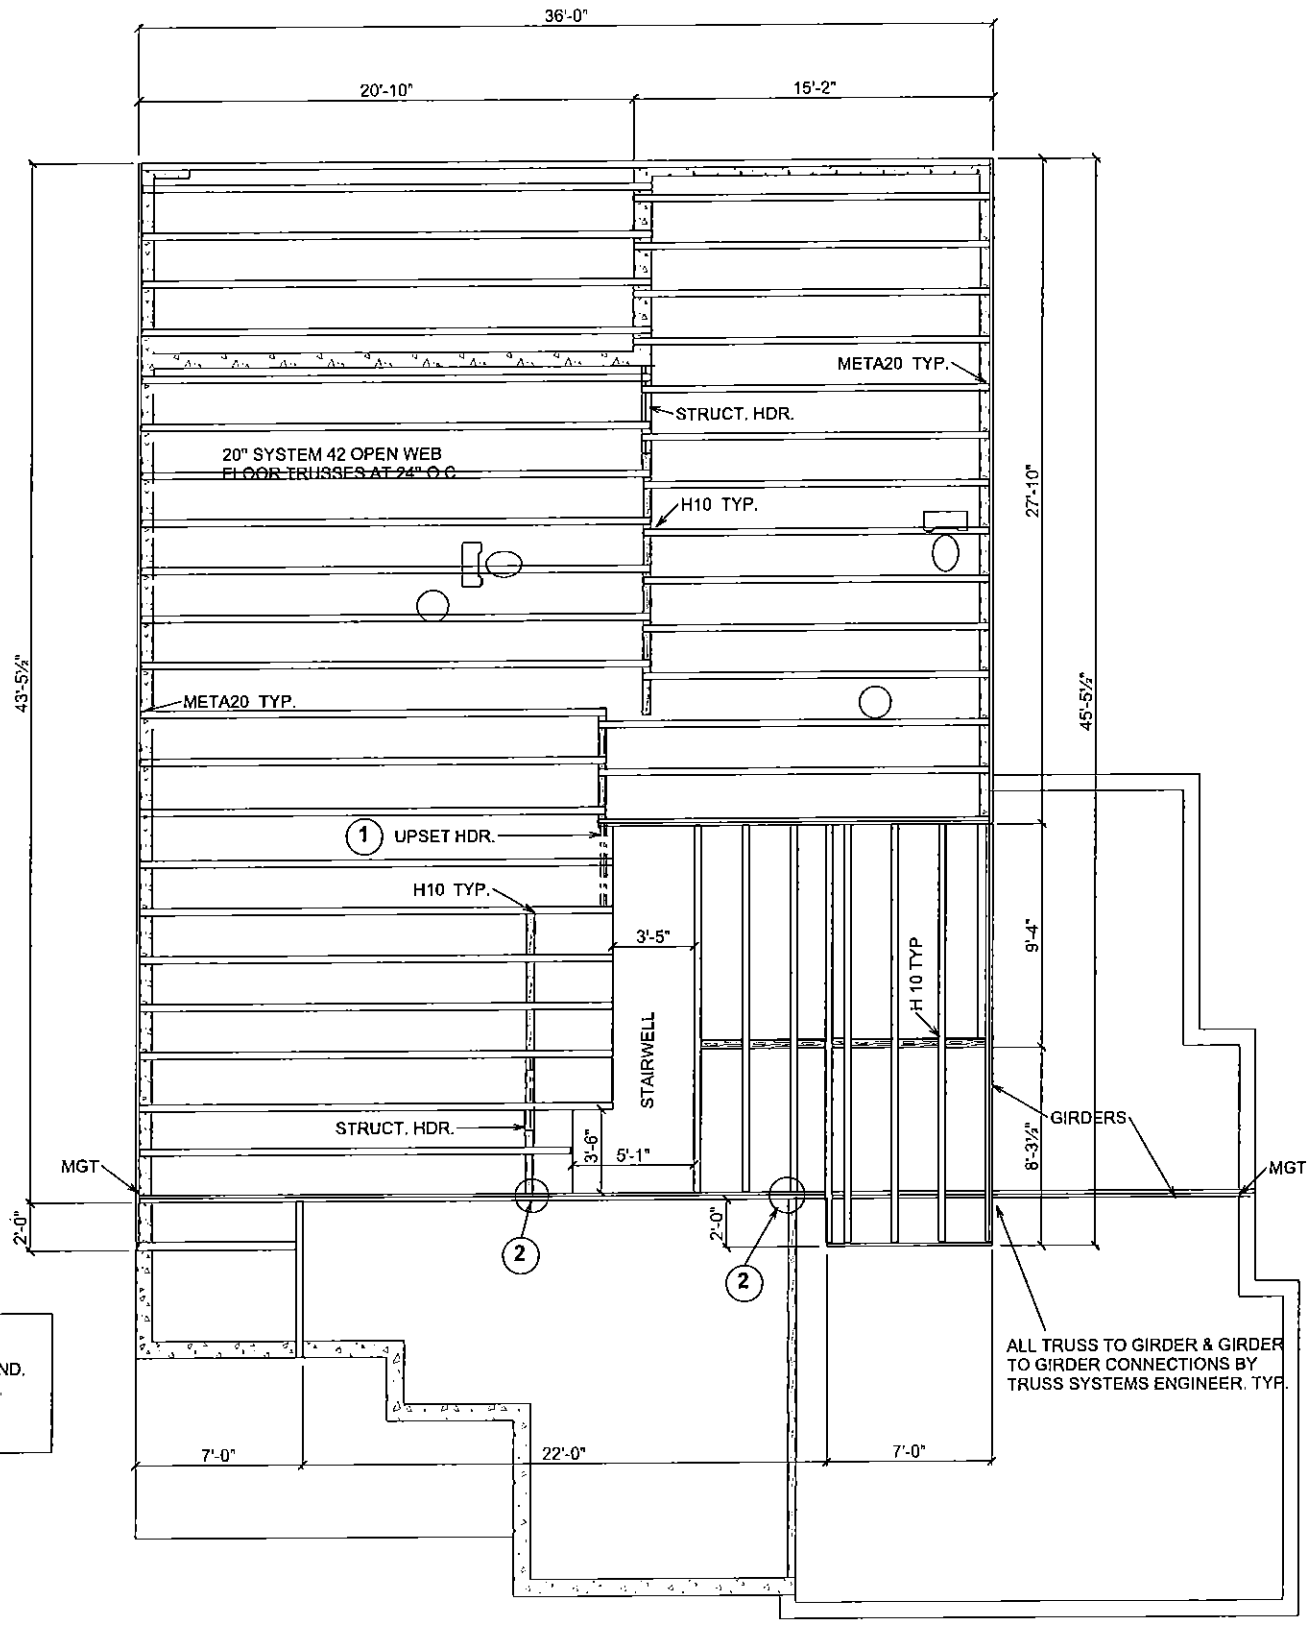 36'-0"
20'-10"
15'-2"
META20 TYP.
STRUCT. HDR.
20" SYSTEM 42 OPEN WEB
FLOOR TRUSSES AT 24" O.C.
27'-10"
H10 TYP.
43'-5½"
META20 TYP.
45'-5½"
1
UPSET HDR.
H10 TYP.
3'-5"
9'-4"
H 10 TYP
STAIRWELL
GIRDERS
STRUCT. HDR.
3'-6"
5'-1"
8'-3½"
MGT
MGT
2'-0"
2'-0"
2
2
ALL TRUSS TO GIRDER & GIRDER
TO GIRDER CONNECTIONS BY
TRUSS SYSTEMS ENGINEER. TYP.
ND.
7'-0"
22'-0"
7'-0"